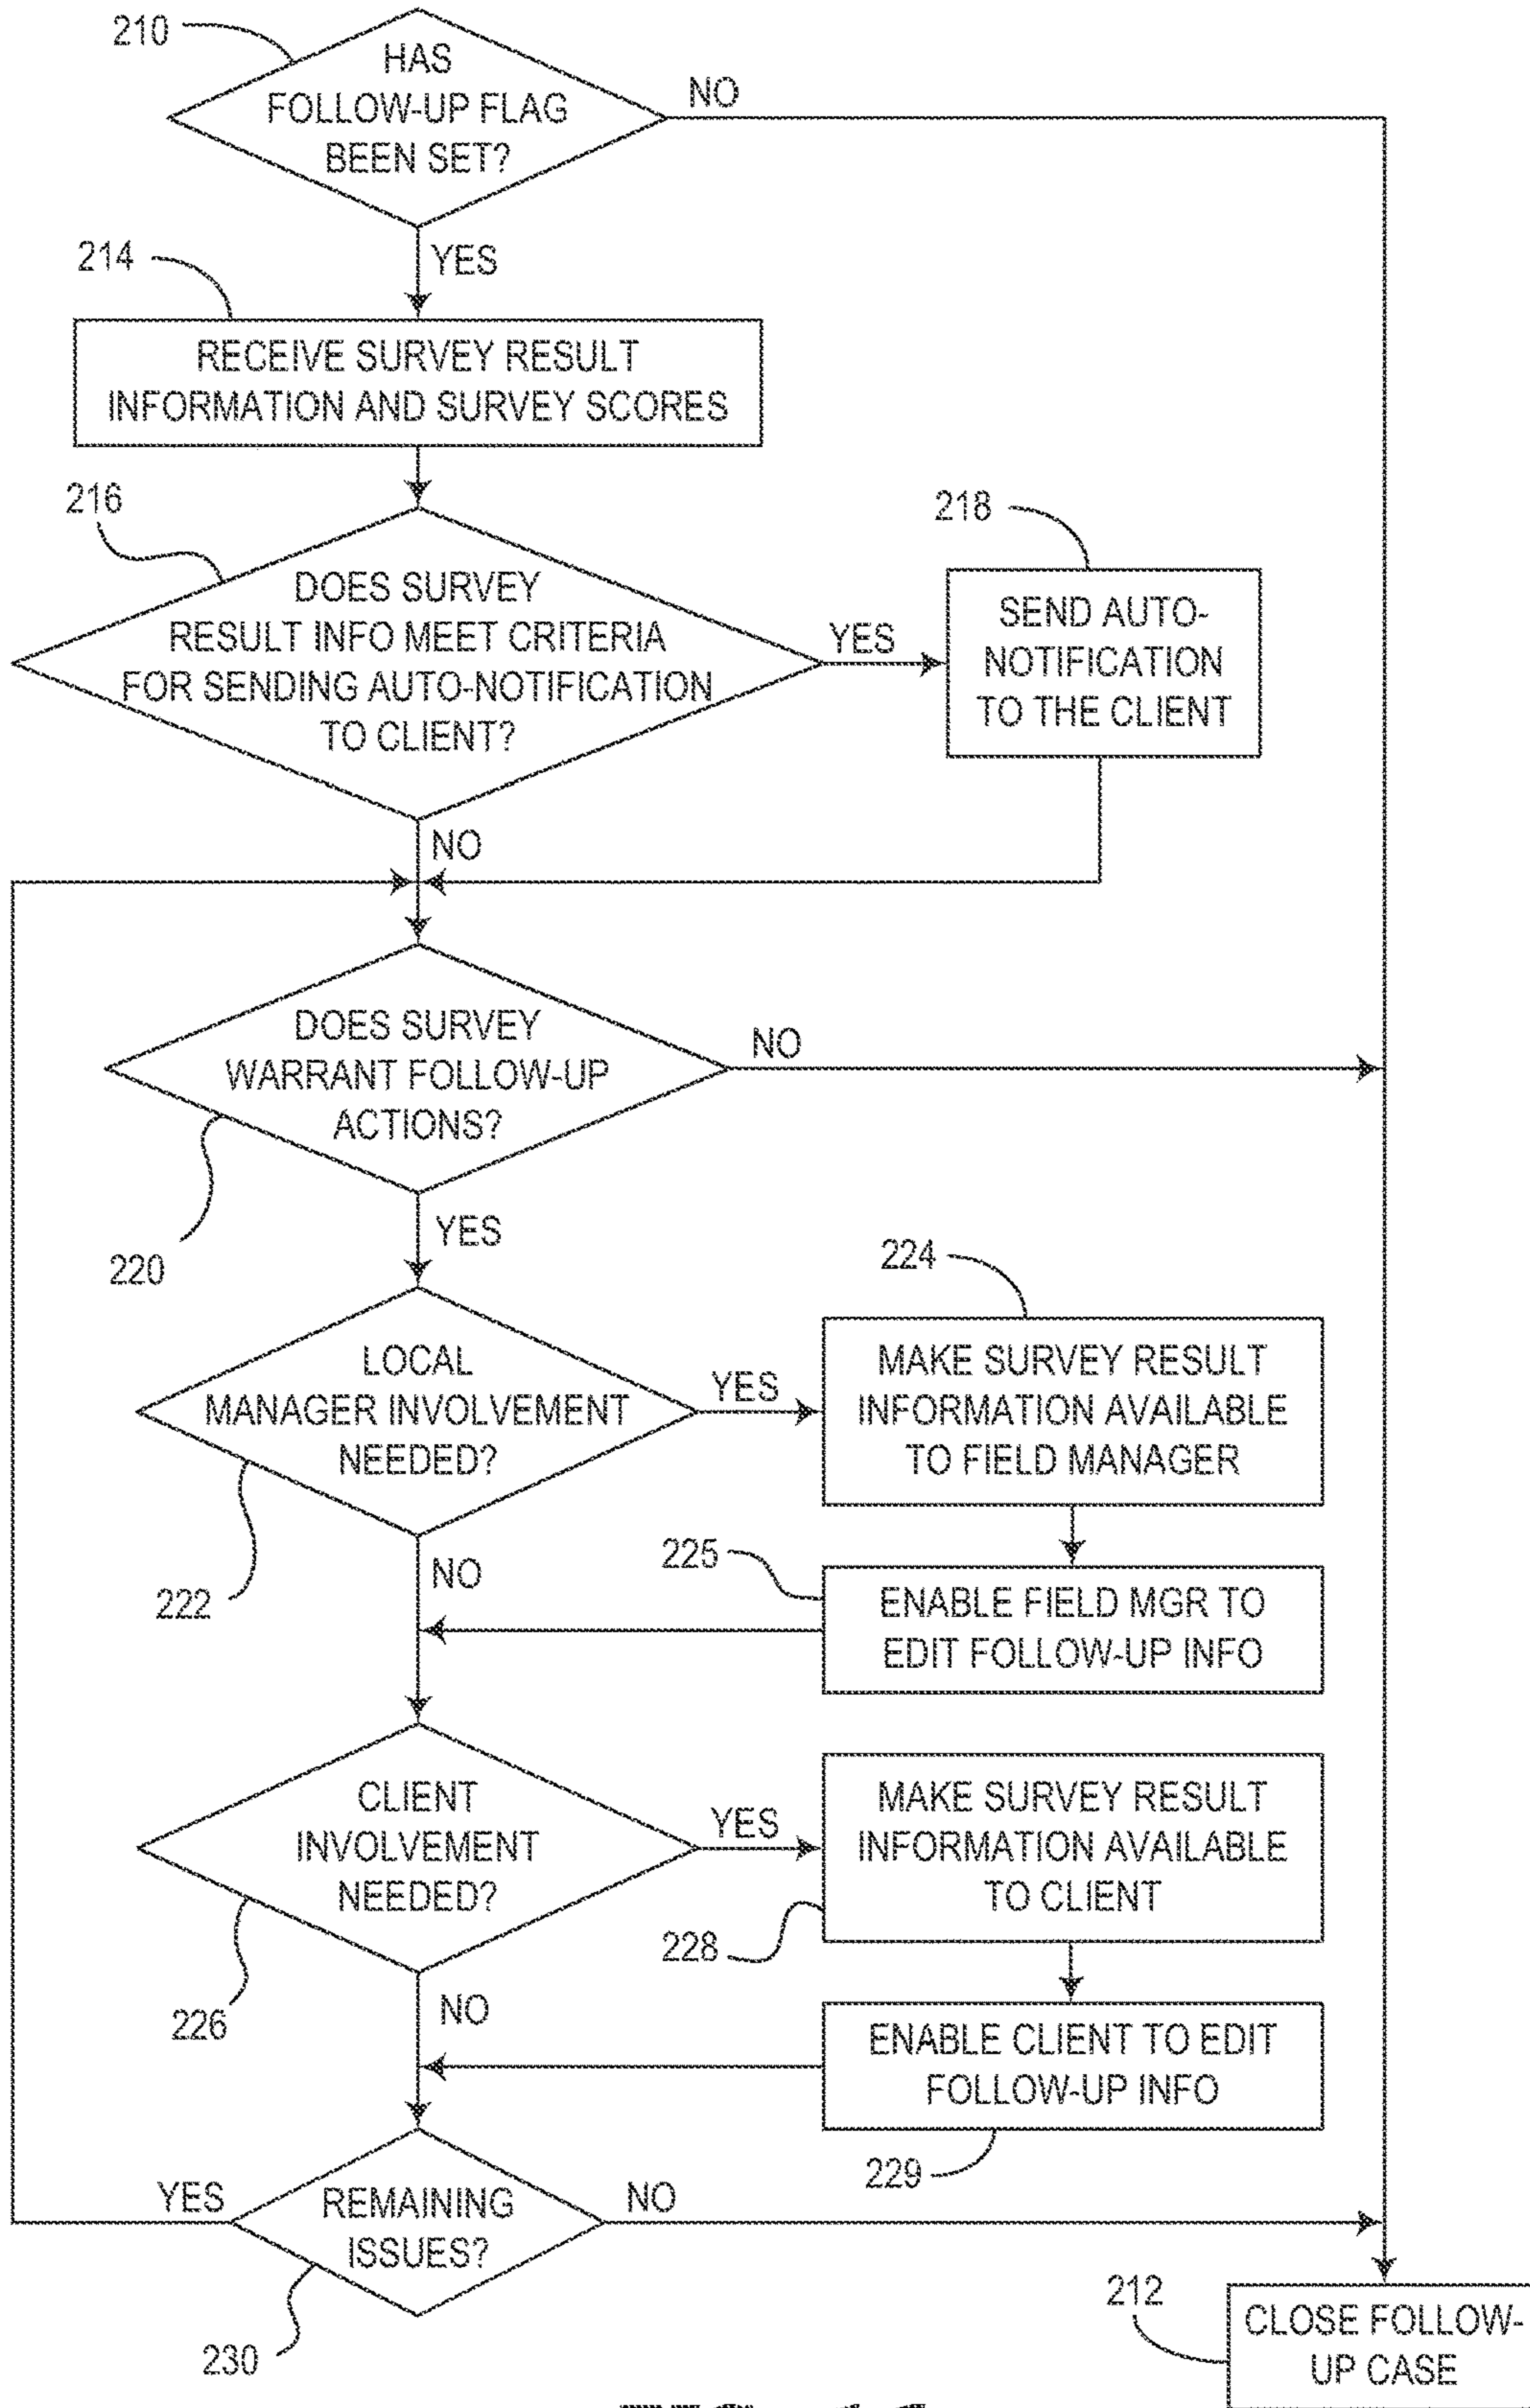 210
HAS
FOLLOW-UP FLAG
BEEN SET?
NO
YES
214
RECEIVE SURVEY RESULT
INFORMATION AND SURVEY SCORES
216
DOES SURVEY
RESULT INFO MEET CRITERIA
FOR SENDING AUTO-NOTIFICATION
TO CLIENT?
YES
218
SEND AUTO-
NOTIFICATION
TO THE CLIENT
NO
DOES SURVEY
WARRANT FOLLOW-UP
ACTIONS?
NO
220
YES
LOCAL
MANAGER INVOLVEMENT
NEEDED?
YES
224
MAKE SURVEY RESULT
INFORMATION AVAILABLE
TO FIELD MANAGER
222
NO
225
ENABLE FIELD MGR TO
EDIT FOLLOW-UP INFO
CLIENT
INVOLVEMENT
NEEDED?
YES
MAKE SURVEY RESULT
INFORMATION AVAILABLE
TO CLIENT
228
226
NO
ENABLE CLIENT TO EDIT
FOLLOW-UP INFO
229
YES
REMAINING
ISSUES?
NO
230
212
CLOSE FOLLOW-
UP CASE